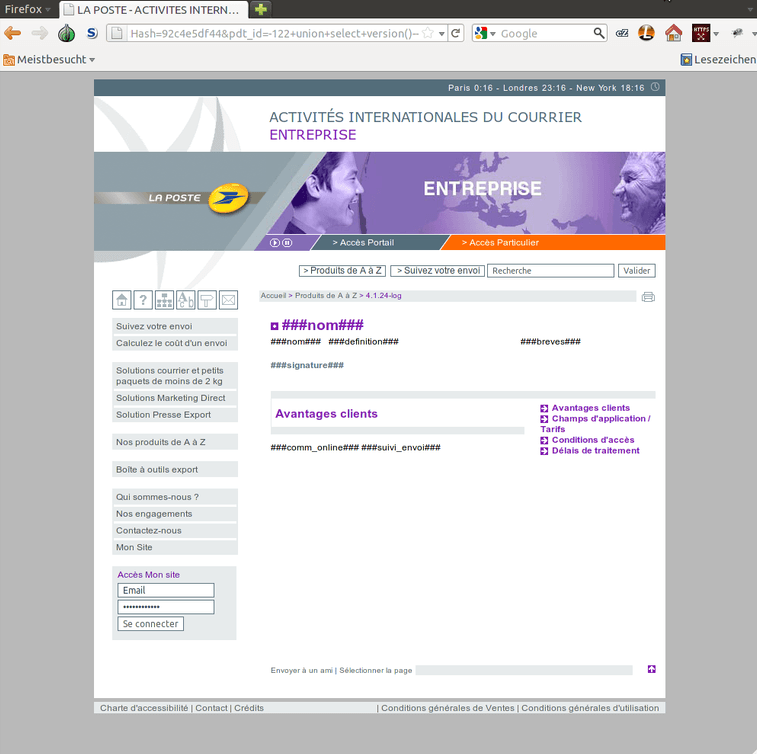 Firefox
LA POSTE - ACTIVITES INTERN...
Hash=92c4e5df44&pdt_id=-122+union+select+version()--
Google
Meistbesucht
Lesezeichen
Paris 0:16 - Londres 23:16 - New York 18:16
ACTIVITÉS INTERNATIONALES DU COURRIER
ENTREPRISE
LA POSTE
ENTREPRISE
> Accès Portail
> Accès Particulier
> Produits de A à Z
> Suivez votre envoi
Recherche
Valider
Accueil > Produits de A à Z > 4.1.24-log
Suivez votre envoi
Calculez le coût d'un envoi
Solutions courrier et petits
paquets de moins de 2 kg
Solutions Marketing Direct
Solution Presse Export
Nos produits de A à Z
Boîte à outils export
Qui sommes-nous ?
Nos engagements
Contactez-nous
Mon Site
Accès Mon site
Email
••••••••••••
Se connecter
###nom###
###nom### ###definition### ###breves###
###signature###
Avantages clients
###comm_online### ###suivi_envoi###
Avantages clients
Champs d'application /
Tarifs
Conditions d'accès
Délais de traitement
Envoyer à un ami | Sélectionner la page
Charte d'accessibilité | Contact | Crédits
| Conditions générales de Ventes | Conditions générales d'utilisation